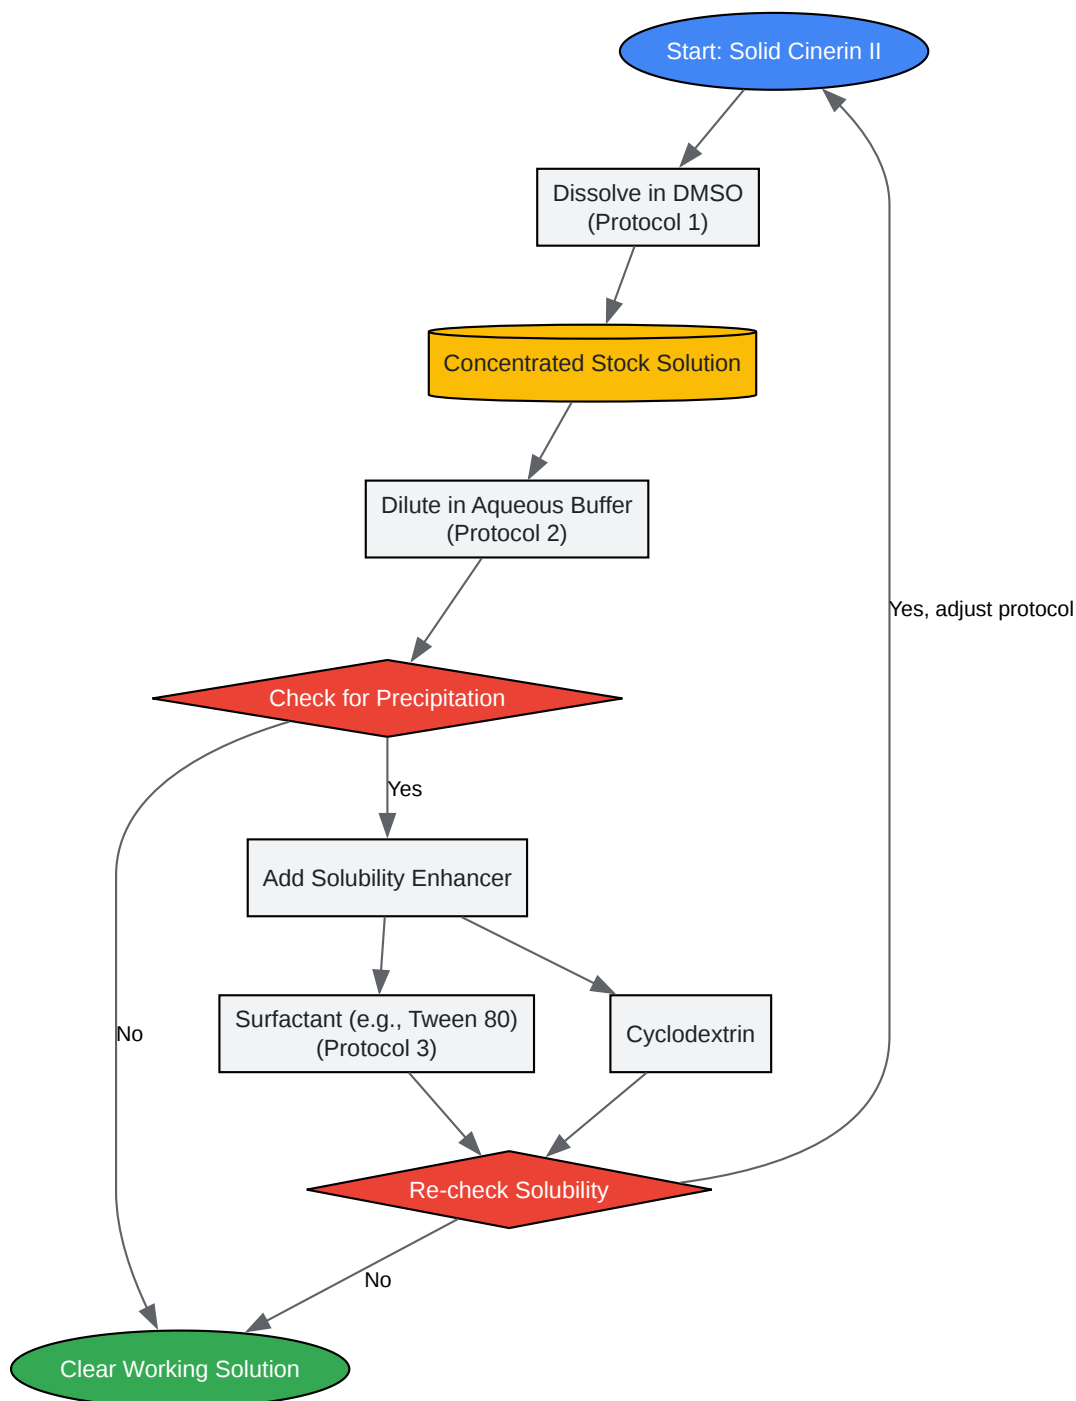 Start: Solid Cinerin II
Dissolve in DMSO
(Protocol 1)
Concentrated Stock Solution
Dilute in Aqueous Buffer
(Protocol 2)
Yes, adjust protocol
Check for Precipitation
Yes
Add Solubility Enhancer
No
Surfactant (e.g., Tween 80)
(Protocol 3)
Cyclodextrin
Re-check Solubility
No
Clear Working Solution